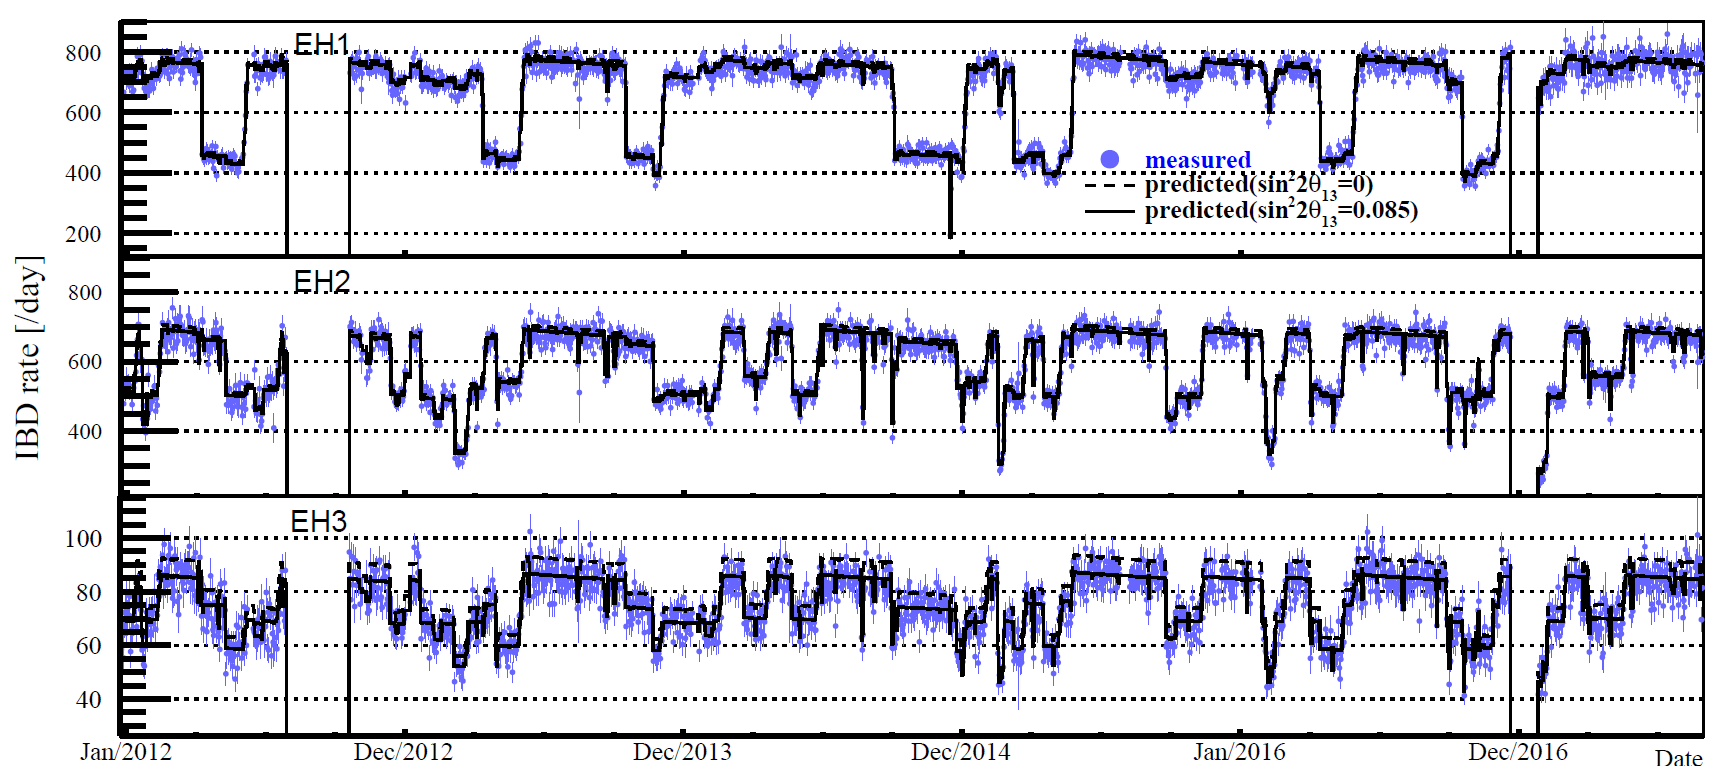 EH1
800
600
400
200
measured
predicted(sin²2θ₁₃=0)
predicted(sin²2θ₁₃=0.085)
IBD rate [/day]
EH2
800
600
400
EH3
100
80
60
40
Jan/2012 Dec/2012 Dec/2013 Dec/2014 Jan/2016 Dec/2016 Date